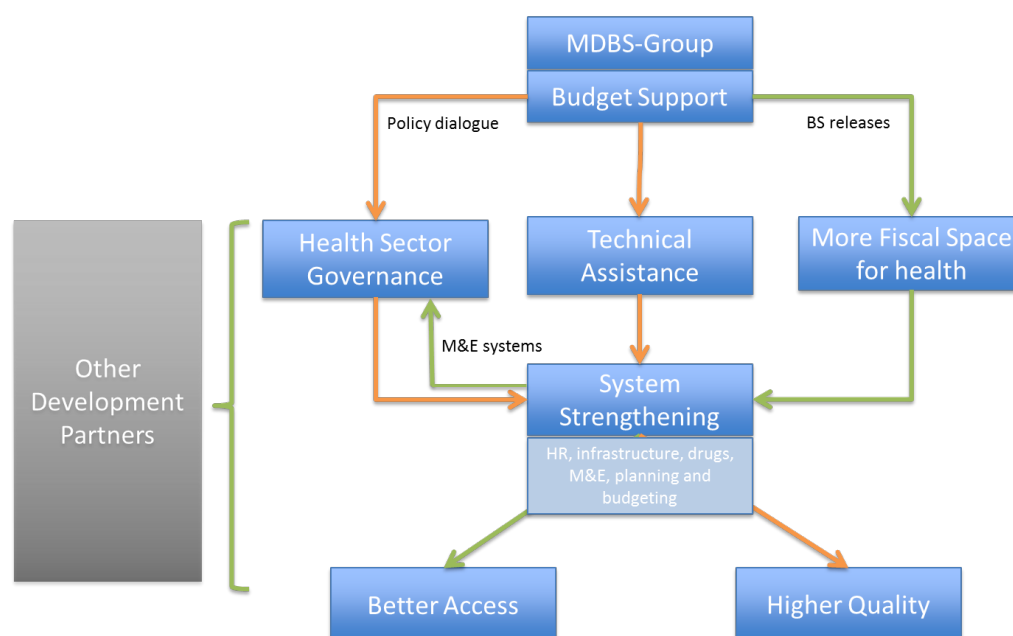 MDBS-Group
Budget Support
Policy dialogue
BS releases
Health Sector
Governance
Technical
Assistance
More Fiscal Space
for health
M&E systems
Other
Development
Partners
System
Strengthening
HR, infrastructure, drugs,
M&E, planning and
budgeting
Better Access
Higher Quality